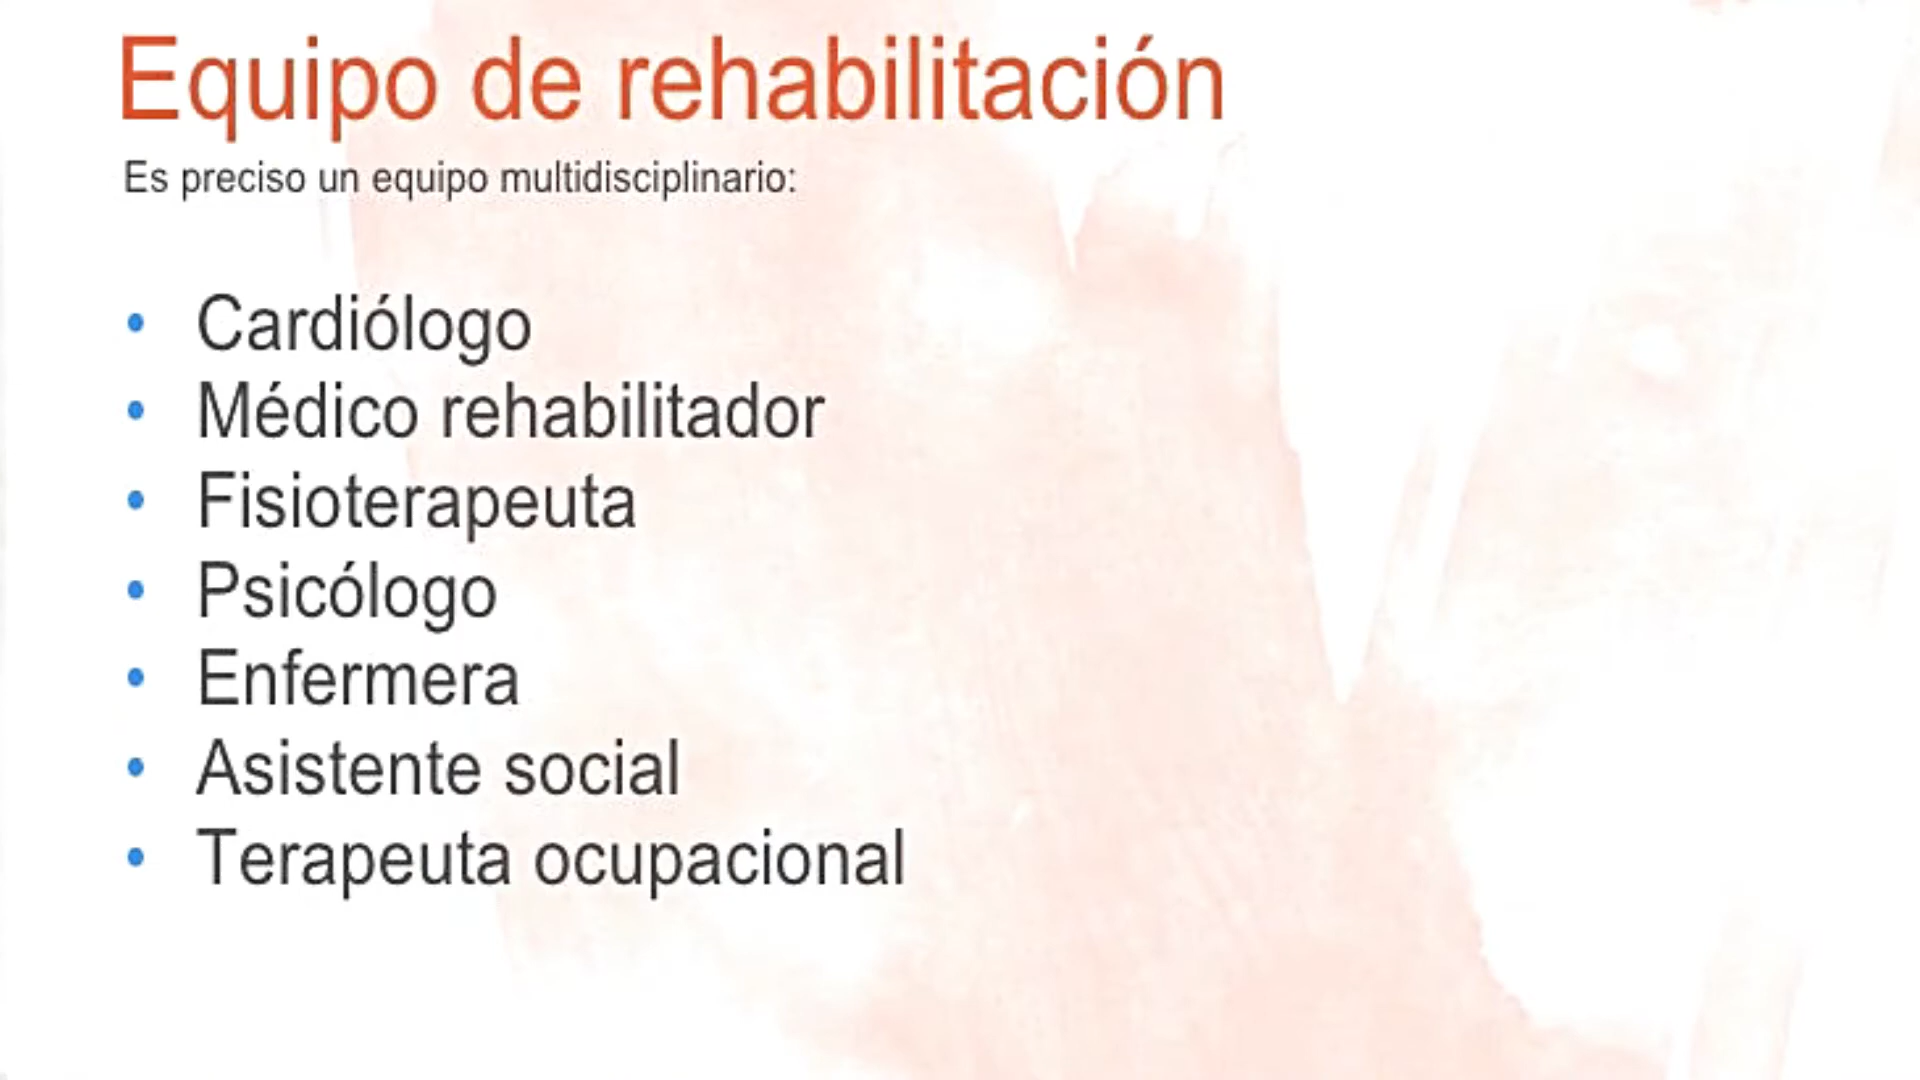 Equipo de rehabilitación
Es preciso un equipo multidisciplinario:
• Cardiólogo
• Médico rehabilitador
• Fisioterapeuta
• Psicólogo
• Enfermera
• Asistente social
• Terapeuta ocupacional